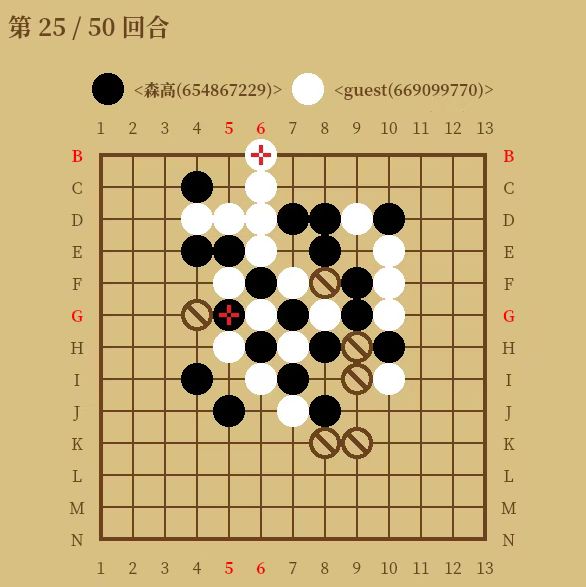 第 25 / 50 回合
<森高(654867229)> <guest(669099770)>
1 2 3 4 5 6 7 8 9 10 11 12 13
B B
C C
D D
E E
F F
G G
H H
I I
J J
K K
L L
M M
N N
1 2 3 4 5 6 7 8 9 10 11 12 13